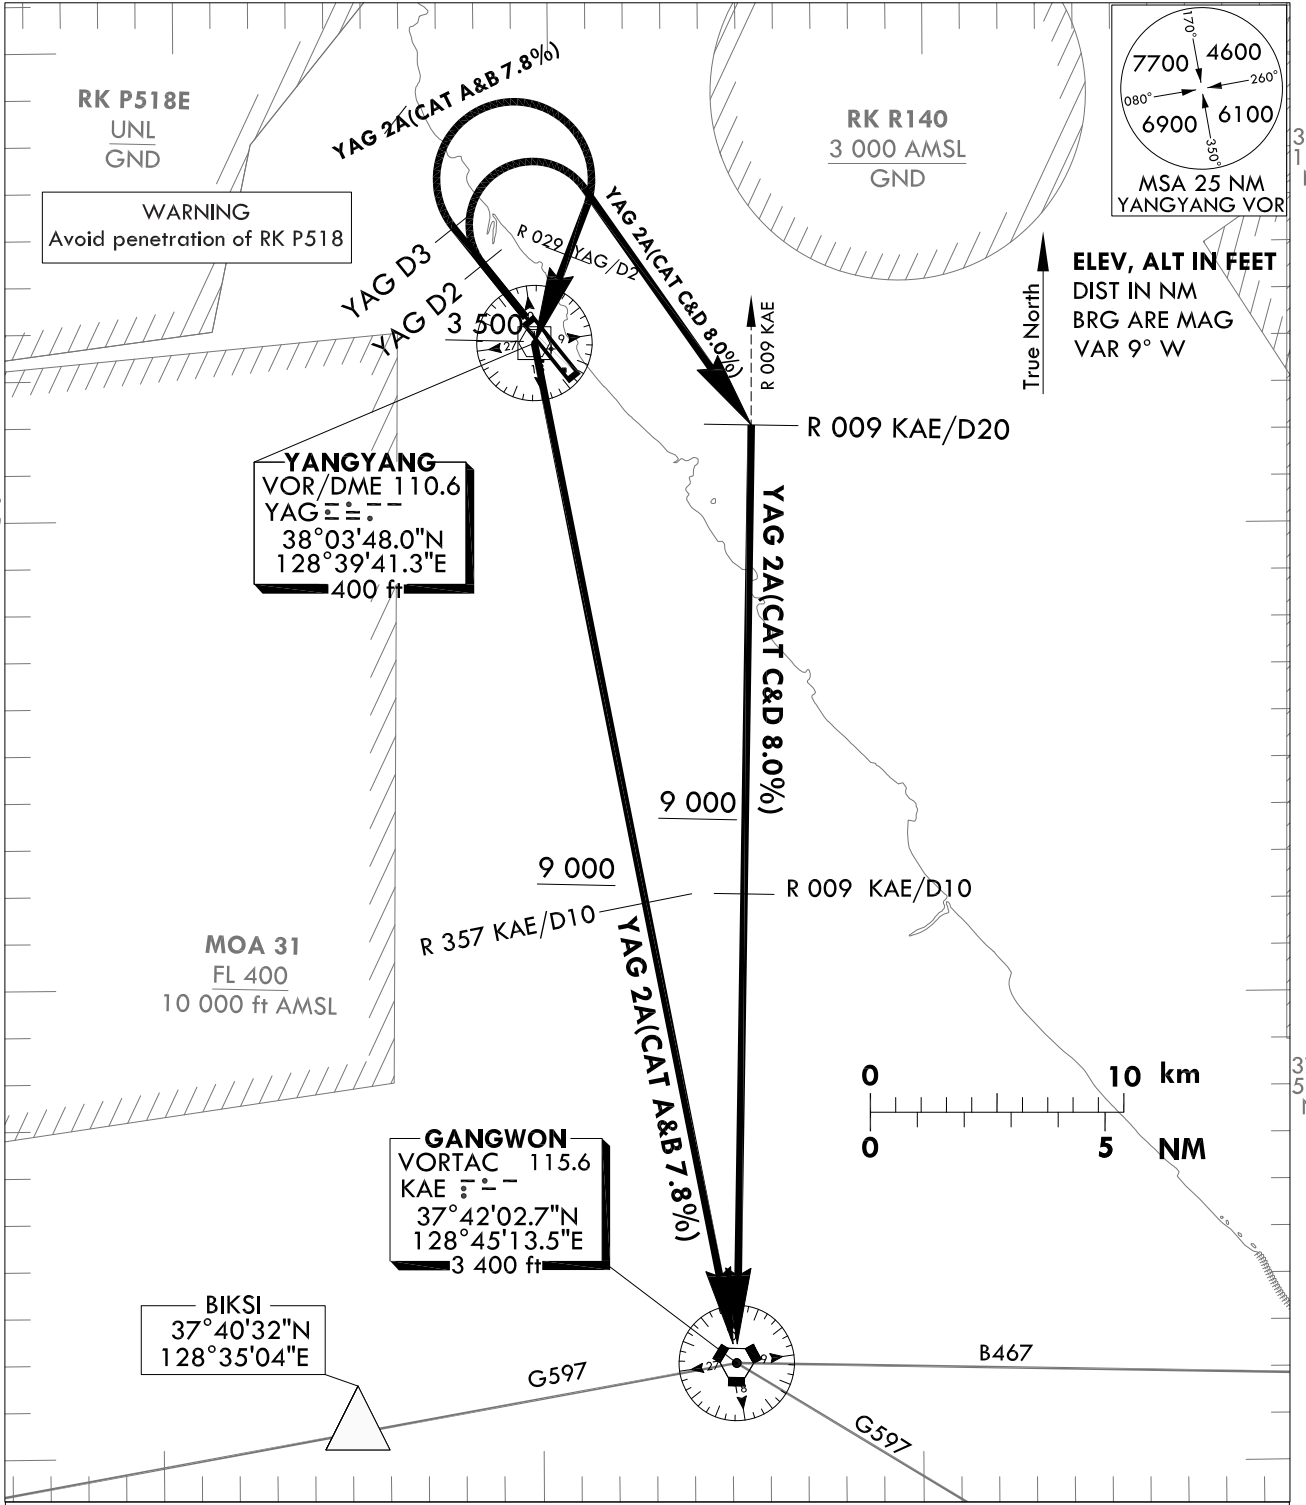 RK P518E
UNL
GND
WARNING
Avoid penetration of RK P518
YAG 2A(CAT A&B 7.8%)
RK R140
3 000 AMSL
GND
170°
7700
4600
260°
080°
6900
6100
350°
MSA 25 NM
YANGYANG VOR
ELEV, ALT IN FEET
DIST IN NM
BRG ARE MAG
VAR 9° W
True North
YAG 2A(CAT C&D 8.0%)
R 029 YAG/D2
YAG D3
YAG D2
3 500
27
9
R 009 KAE
R 009 KAE/D20
YANGYANG
VOR/DME 110.6
YAG
38°03'48.0"N
128°39'41.3"E
400 ft
YAG 2A(CAT C&D 8.0%)
9 000
9 000
R 009 KAE/D10
R 357 KAE/D10
YAG 2A(CAT A&B 7.8%)
MOA 31
FL 400
10 000 ft AMSL
0 10 km
0 5 NM
GANGWON
VORTAC 115.6
KAE
37°42'02.7"N
128°45'13.5"E
3 400 ft
BIKSI
37°40'32"N
128°35'04"E
27
9
18
G597
B467
G597